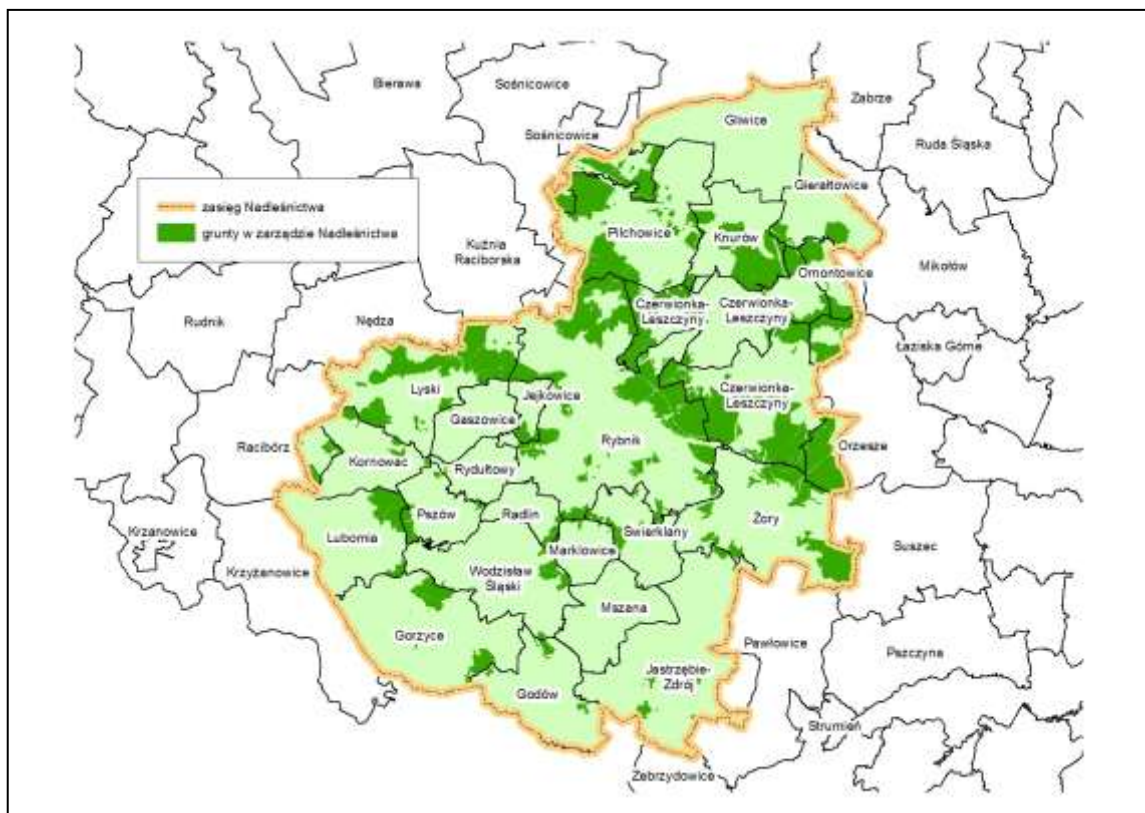 Bierawa
Sośnicowice
Zabrze
Gliwice
Sośnicowice
Ruda Śląska
Gierałtowice
zasięg Nadleśnictwa
grunty w zarządzie Nadleśnictwa
Pilchowice
Knurów
Kuźnia
Raciborska
Mikołów
Ornontowice
Czerwionka-
Leszczyny
Czerwionka-
Leszczyny
Rudnik
Nędza
Łaziska Górne
Lyski
Jejkowice
Czerwionka-
Leszczyny
Gaszowice
Racibórz
Rybnik
Orzesze
Kornowac
Rydułtowy
Pszów
Radlin
Żory
Krzanowice
Lubomia
Świerklany
Suszec
Marklowice
Krzyżanowice
Wodzisław
Śląski
Mszana
Gorzyce
Pawłowice
Pszczyna
Jastrzębie-
Zdrój
Godów
Strumień
Zebrzydowice